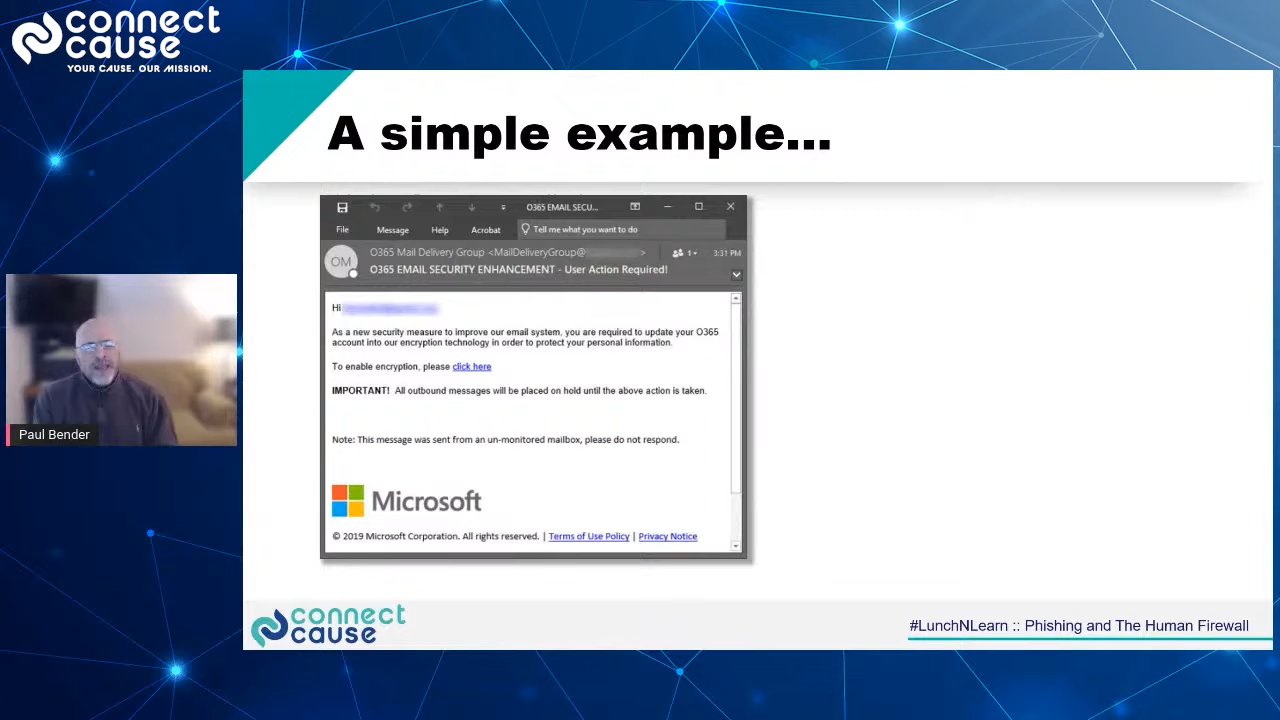 connect
cause
YOUR CAUSE. OUR MISSION.
A simple example...
O365 EMAIL SECU...
File Message Help Acrobat Tell me what you want to do
OM
O365 Mail Delivery Group <MailDeliveryGroup@ > 1 3:31 PM
O365 EMAIL SECURITY ENHANCEMENT - User Action Required!
Hi
As a new security measure to improve our email system, you are required to update your O365
account into our encryption technology in order to protect your personal information.
To enable encryption, please click here
IMPORTANT! All outbound messages will be placed on hold until the above action is taken.
Note: This message was sent from an un-monitored mailbox, please do not respond.
Microsoft
© 2019 Microsoft Corporation. All rights reserved. | Terms of Use Policy | Privacy Notice
Paul Bender
connect
cause
#LunchNLearn :: Phishing and The Human Firewall